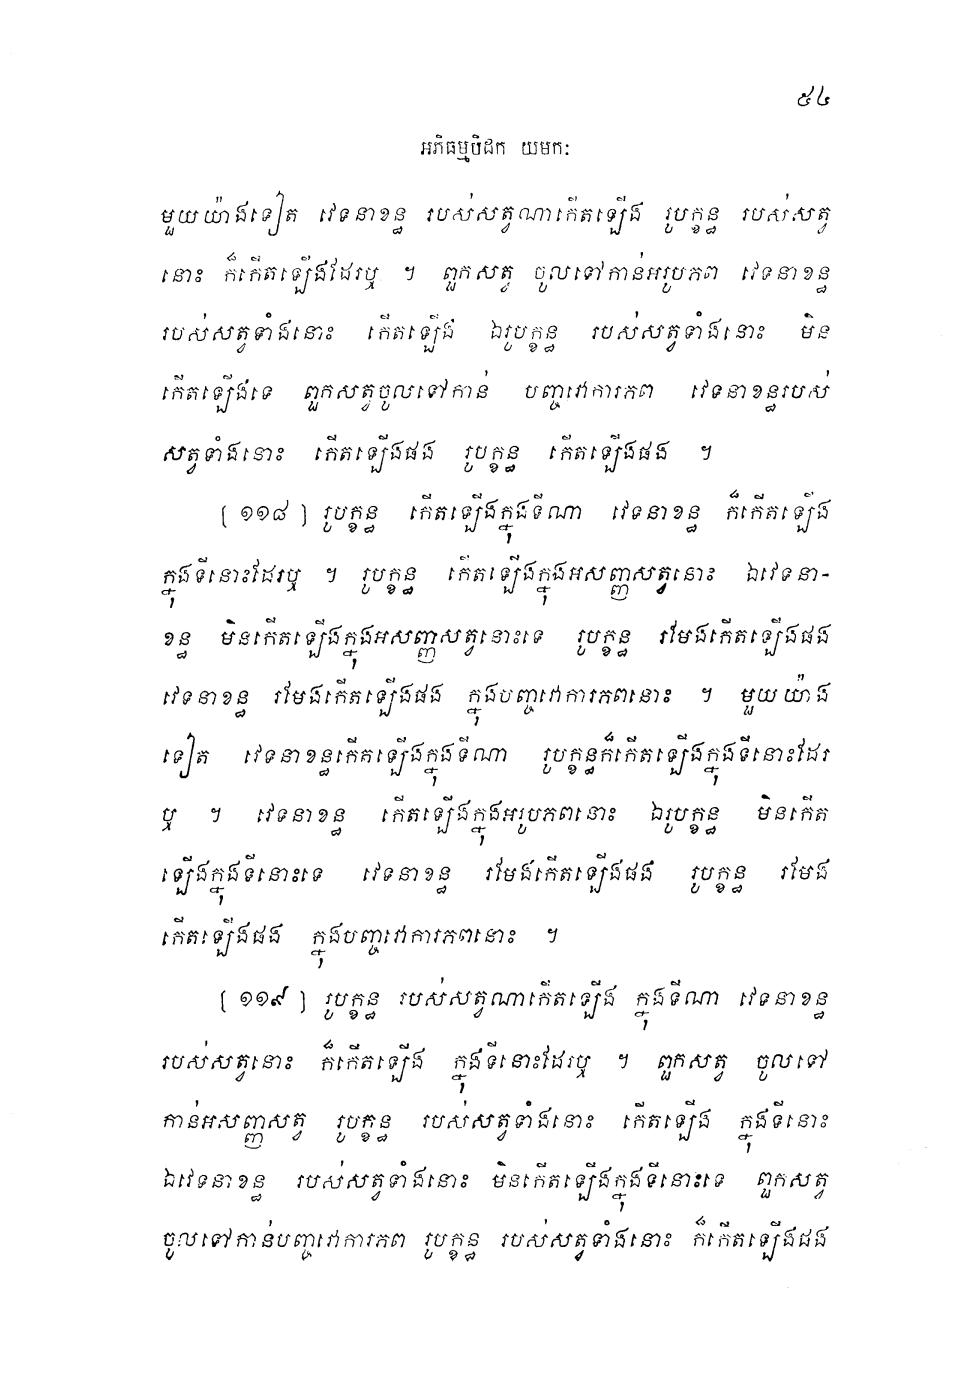 ៥៤
អភិធម្មបិដក យមក:
មួយយ៉ាងទៀត វេទនាខន្ធ របស់សត្វណាកើតឡើង រូបក្ខន្ធ របស់សត្វ
នោះ ក៏កើតឡើងដែរឬ ។ ពួកសត្វ ចូលទៅកាន់អរូបភព វេទនាខន្ធ
របស់សត្វទាំងនោះ កើតឡើង ឯរូបក្ខន្ធ របស់សត្វទាំងនោះ មិន
កើតឡើងទេ ពួកសត្វចូលទៅកាន់ បញ្ចវោការភព វេទនាខន្ធរបស់
សត្វទាំងនោះ កើតឡើងផង រូបក្ខន្ធ កើតឡើងផង ។
[ ១១៨ ] រូបក្ខន្ធ កើតឡើងក្នុងទីណា វេទនាខន្ធ ក៏កើតឡើង
ក្នុងទីនោះដែរឬ ។ រូបក្ខន្ធ កើតឡើងក្នុងអសញ្ញសត្វនោះ ឯវេទនា-
ខន្ធ មិនកើតឡើងក្នុងអសញ្ញសត្វនោះទេ រូបក្ខន្ធ រមែងកើតឡើងផង
វេទនាខន្ធ រមែងកើតឡើងផង ក្នុងបញ្ចវោការភពនោះ ។ មួយយ៉ាង
ទៀត វេទនាខន្ធកើតឡើងក្នុងទីណា រូបក្ខន្ធក៏កើតឡើងក្នុងទីនោះដែរ
ឬ ។ វេទនាខន្ធ កើតឡើងក្នុងអរូបភពនោះ ឯរូបក្ខន្ធ មិនកើត
ឡើងក្នុងទីនោះទេ វេទនាខន្ធ រមែងកើតឡើងផង រូបក្ខន្ធ រមែង
កើតឡើងផង ក្នុងបញ្ចវោការភពនោះ ។
[ ១១៩ ] រូបក្ខន្ធ របស់សត្វណាកើតឡើង ក្នុងទីណា វេទនាខន្ធ
របស់សត្វនោះ ក៏កើតឡើង ក្នុងទីនោះដែរឬ ។ ពួកសត្វ ចូលទៅ
កាន់អសញ្ញសត្វ រូបក្ខន្ធ របស់សត្វទាំងនោះ កើតឡើង ក្នុងទីនោះ
ឯវេទនាខន្ធ របស់សត្វទាំងនោះ មិនកើតឡើងក្នុងទីនោះទេ ពួកសត្វ
ចូលទៅកាន់បញ្ចវោការភព រូបក្ខន្ធ របស់សត្វទាំងនោះ ក៏កើតឡើងផង